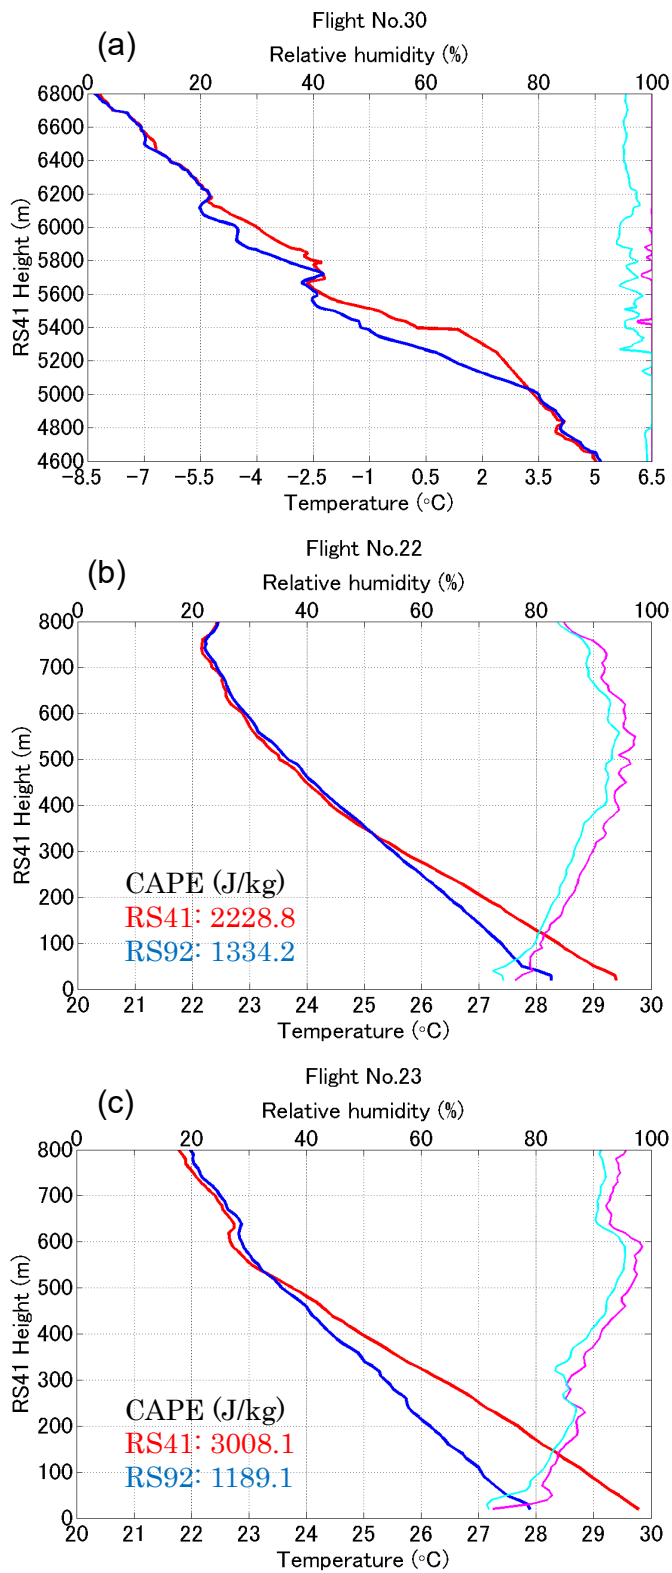 Flight No.30
(a)
Relative humidity (%)
0 20 40 60 80 100
6800
6600
6400
6200
6000
5800
5600
5400
5200
5000
4800
4600
RS41 Height (m)
−8.5 −7 −5.5 −4 −2.5 −1 0.5 2 3.5 5 6.5
Temperature (°C)
Flight No.22
(b)
Relative humidity (%)
0 20 40 60 80 100
800
700
600
500
400
300
200
100
0
RS41 Height (m)
CAPE (J/kg)
RS41: 2228.8
RS92: 1334.2
20 21 22 23 24 25 26 27 28 29 30
Temperature (°C)
Flight No.23
(c)
Relative humidity (%)
0 20 40 60 80 100
800
700
600
500
400
300
200
100
0
RS41 Height (m)
CAPE (J/kg)
RS41: 3008.1
RS92: 1189.1
20 21 22 23 24 25 26 27 28 29 30
Temperature (°C)